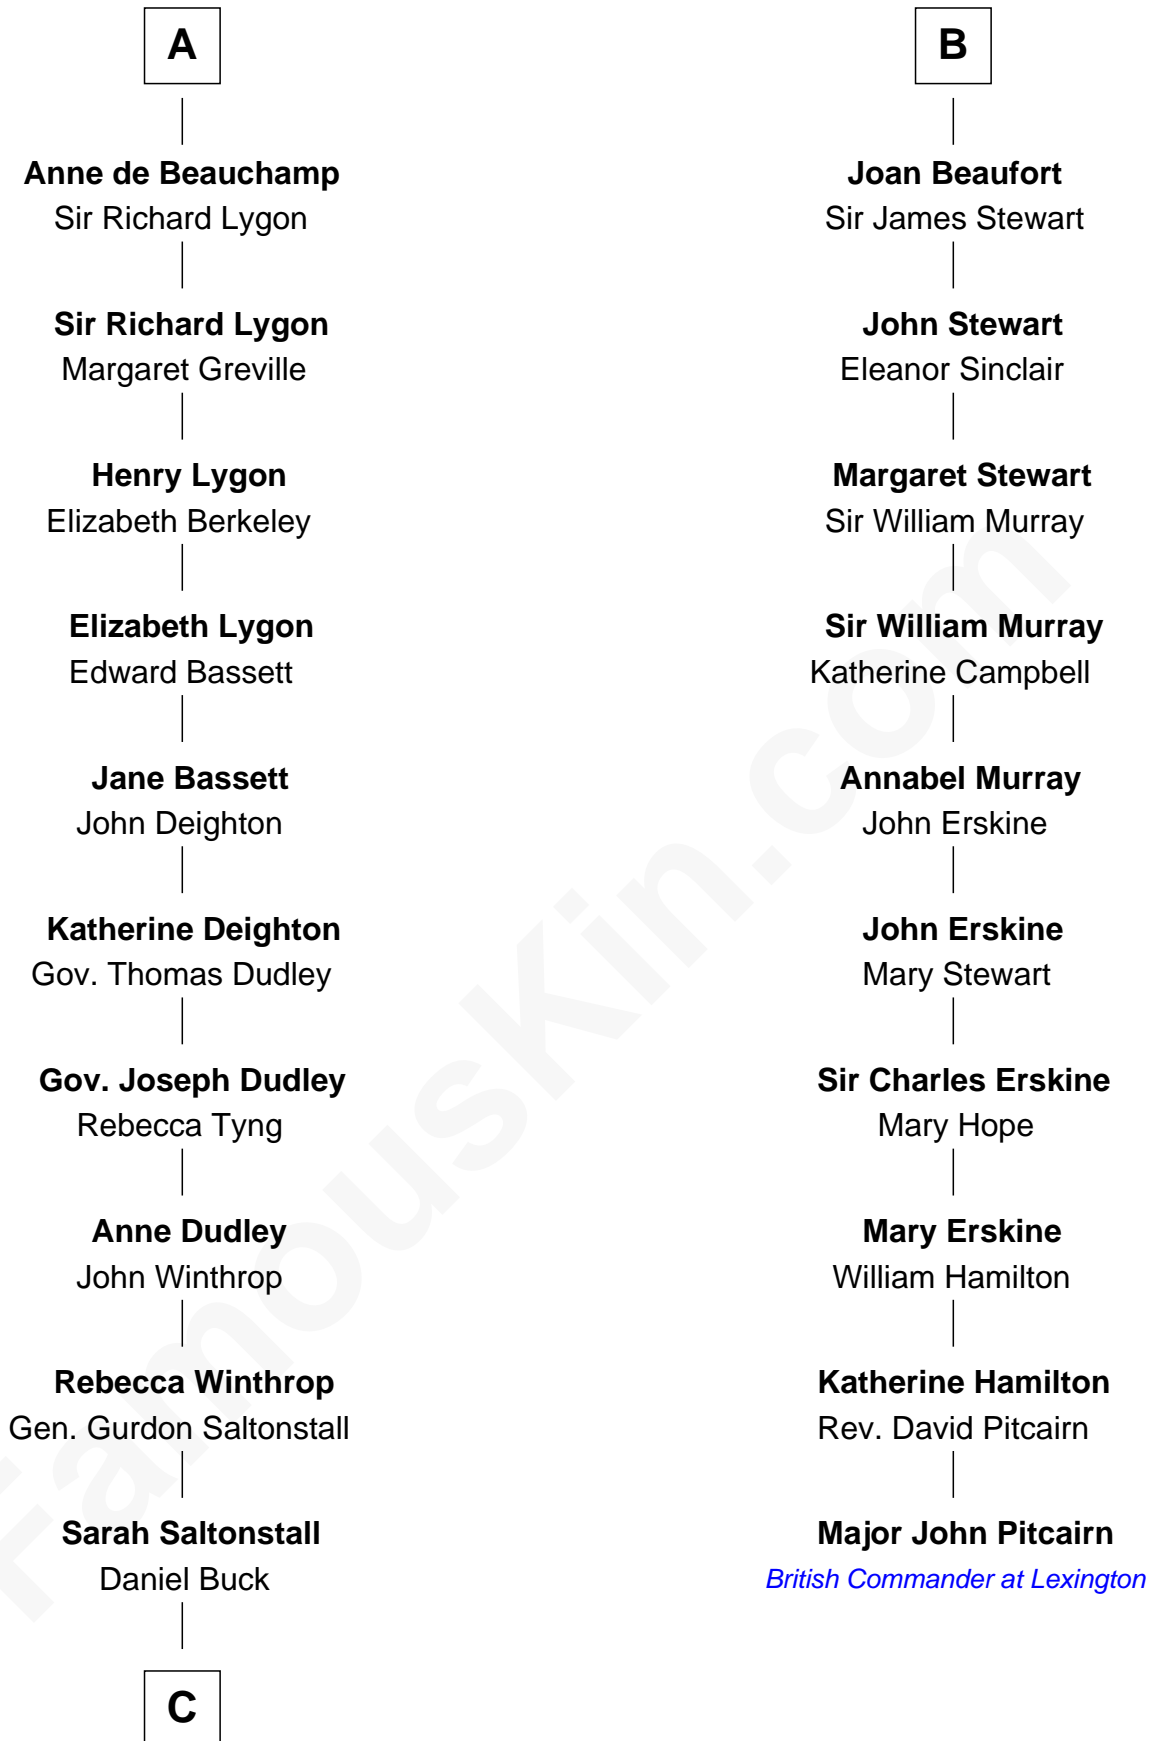 A
Anne de Beauchamp
Sir Richard Lygon
Sir Richard Lygon
Margaret Greville
Henry Lygon
Elizabeth Berkeley
Elizabeth Lygon
Edward Bassett
Jane Bassett
John Deighton
Katherine Deighton
Gov. Thomas Dudley
Gov. Joseph Dudley
Rebecca Tyng
Anne Dudley
John Winthrop
Rebecca Winthrop
Gen. Gurdon Saltonstall
Sarah Saltonstall
Daniel Buck
C
B
Joan Beaufort
Sir James Stewart
John Stewart
Eleanor Sinclair
Margaret Stewart
Sir William Murray
Sir William Murray
Katherine Campbell
Annabel Murray
John Erskine
John Erskine
Mary Stewart
Sir Charles Erskine
Mary Hope
Mary Erskine
William Hamilton
Katherine Hamilton
Rev. David Pitcairn
Major John Pitcairn
British Commander at Lexington
FamousKin.com